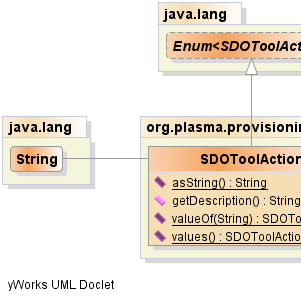 java.lang
Enum<SDOToolAct
java.lang
org.plasma.provisionin
String
SDOToolAction
asString() : String
getDescription() : String
valueOf(String) : SDOTo
values() : SDOToolAction
yWorks UML Doclet